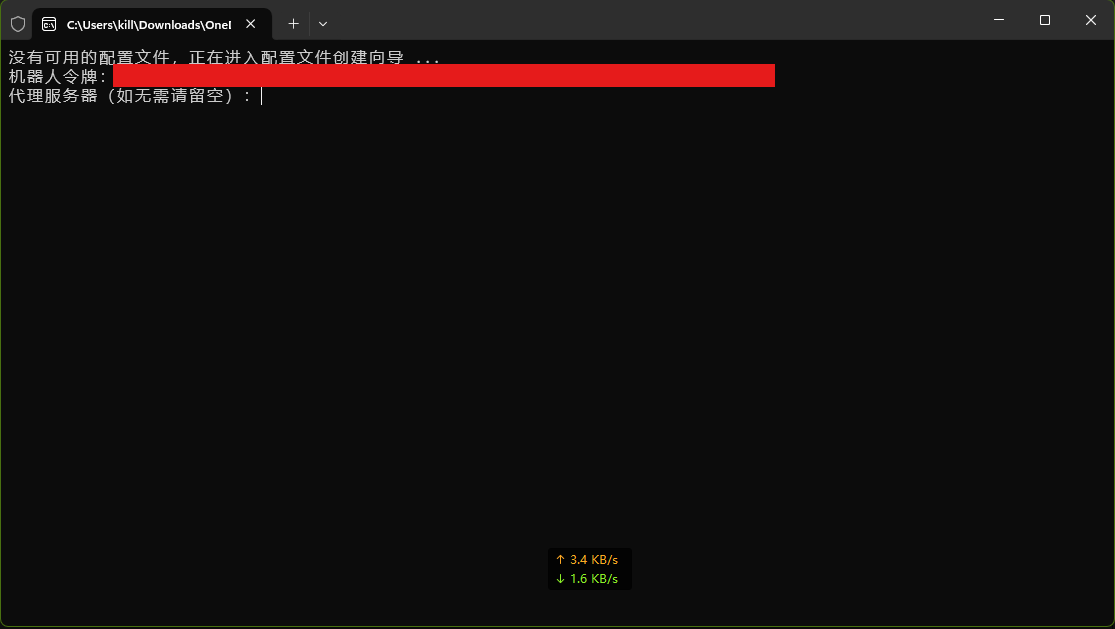 C:\Users\kill\Downloads\OneI
没有可用的配置文件，正在进入配置文件创建向导 ...
机器人令牌：
代理服务器（如无需请留空）：
↑ 3.4 KB/s
↓ 1.6 KB/s